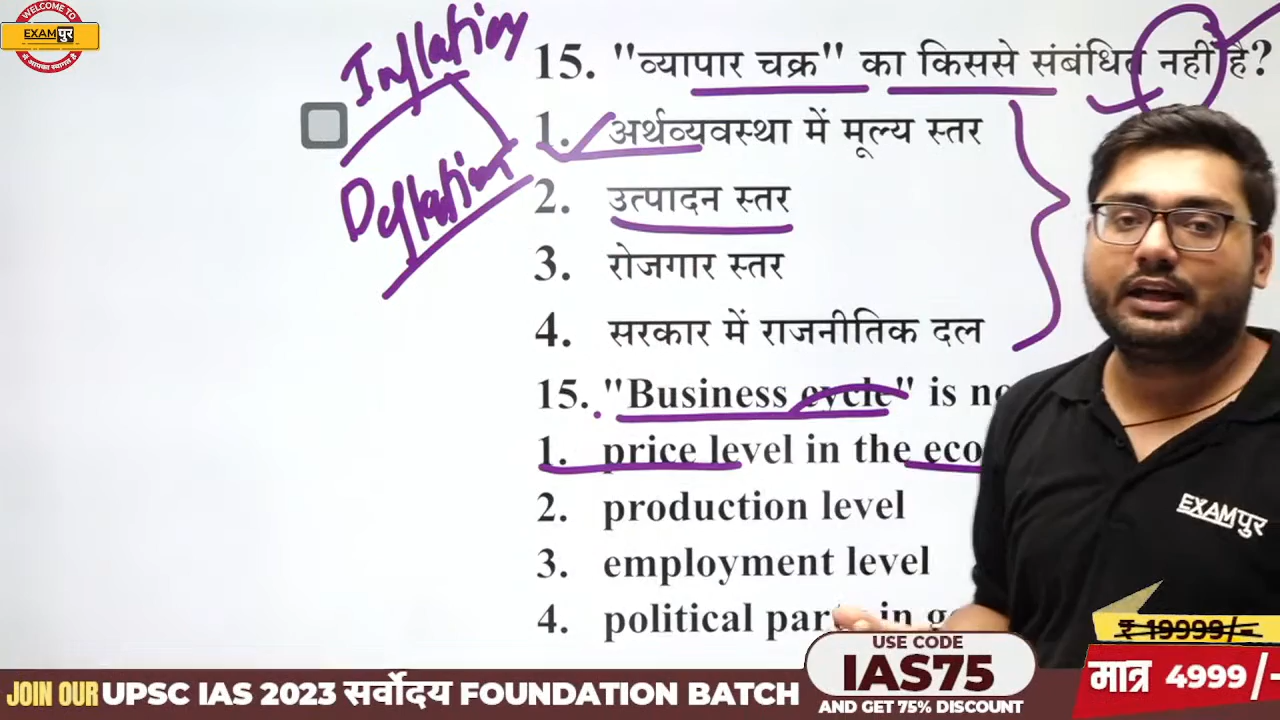 WELCOME TO
EXAMपुर
में आपका स्वागत है
Inflation
Deflation
15. "व्यापार चक्र" का किससे संबंधित नहीं है?
1. अर्थव्यवस्था में मूल्य स्तर
2. उत्पादन स्तर
3. रोजगार स्तर
4. सरकार में राजनीतिक दल
15. "Business cycle" is
1. price level in the
2. production level
3. employment level
4. political in
EXAMपुर
₹ 19999/-
मात्र 4999/-
USE CODE
IAS75
AND GET 75% DISCOUNT
JOIN OUR UPSC IAS 2023 सर्वोदय FOUNDATION BATCH